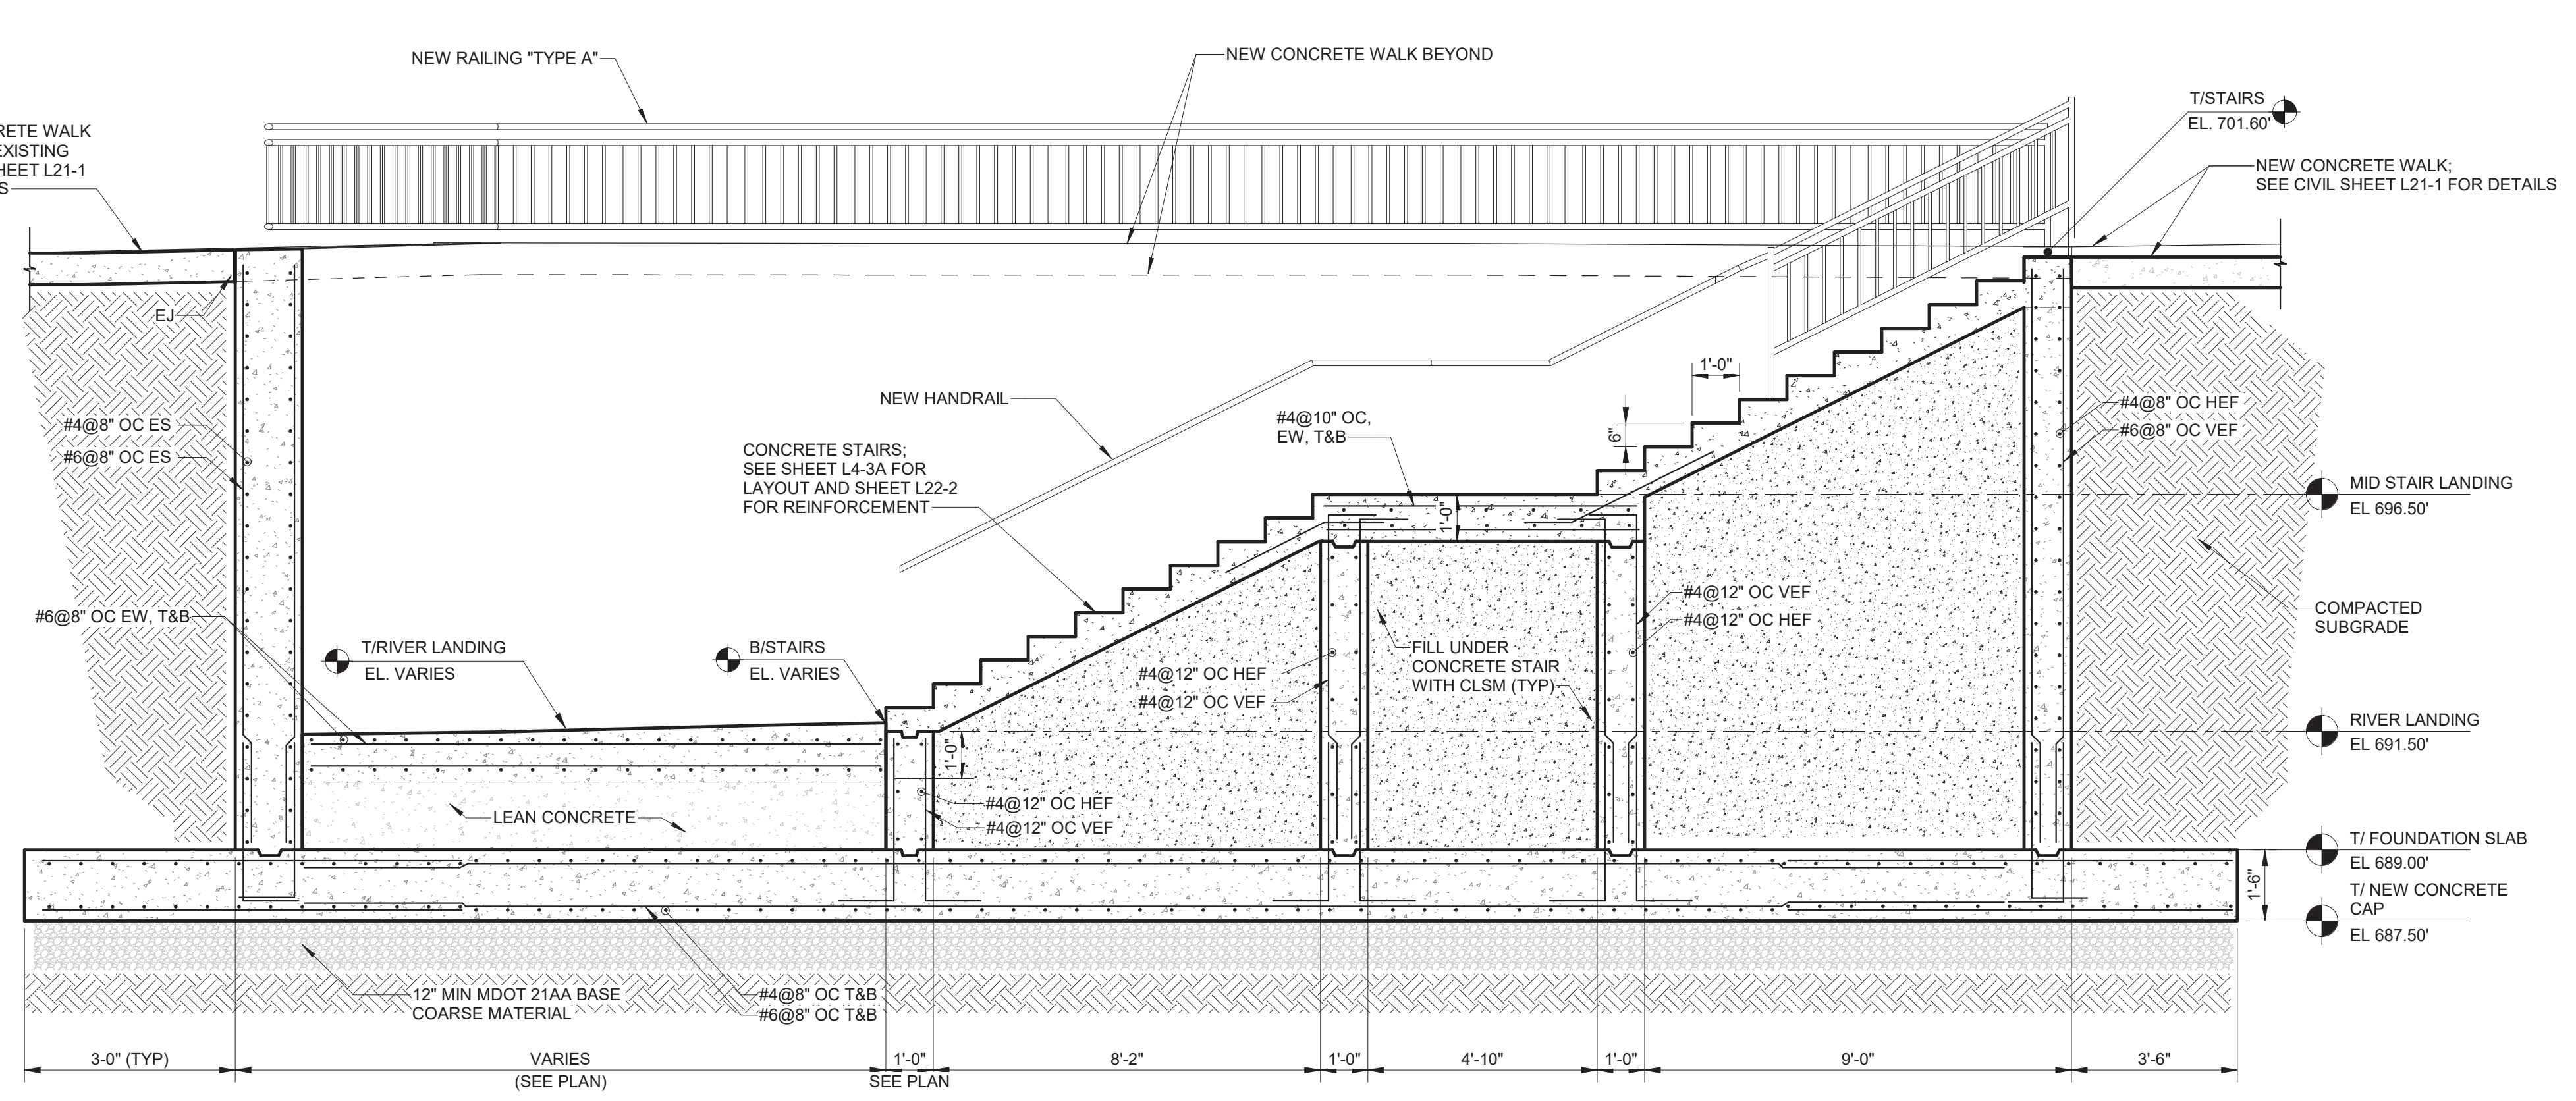 NEW RAILING "TYPE A"
NEW CONCRETE WALK BEYOND
T/STAIRS
EL. 701.60'
RETE WALK
EXISTING
HEET L21-1
S
NEW CONCRETE WALK;
SEE CIVIL SHEET L21-1 FOR DETAILS
EJ
#4@8" OC ES
#6@8" OC ES
NEW HANDRAIL
CONCRETE STAIRS;
SEE SHEET L4-3A FOR
LAYOUT AND SHEET L22-2
FOR REINFORCEMENT
#4@10" OC,
EW, T&B
1'-0"
6"
1'-0"
#4@8" OC HEF
#6@8" OC VEF
MID STAIR LANDING
EL 696.50'
#6@8" OC EW, T&B
T/RIVER LANDING
EL. VARIES
B/STAIRS
EL. VARIES
#4@12" OC VEF
#4@12" OC HEF
#4@12" OC HEF
#4@12" OC VEF
FILL UNDER
CONCRETE STAIR
WITH CLSM (TYP)
COMPACTED
SUBGRADE
RIVER LANDING
EL 691.50'
1'-0"
LEAN CONCRETE
#4@12" OC HEF
#4@12" OC VEF
T/ FOUNDATION SLAB
EL 689.00'
1'-6"
T/ NEW CONCRETE
CAP
EL 687.50'
12" MIN MDOT 21AA BASE
COARSE MATERIAL
#4@8" OC T&B
#6@8" OC T&B
3-0" (TYP)
VARIES
(SEE PLAN)
1'-0"
SEE PLAN
8'-2"
1'-0"
4'-10"
1'-0"
9'-0"
3'-6"